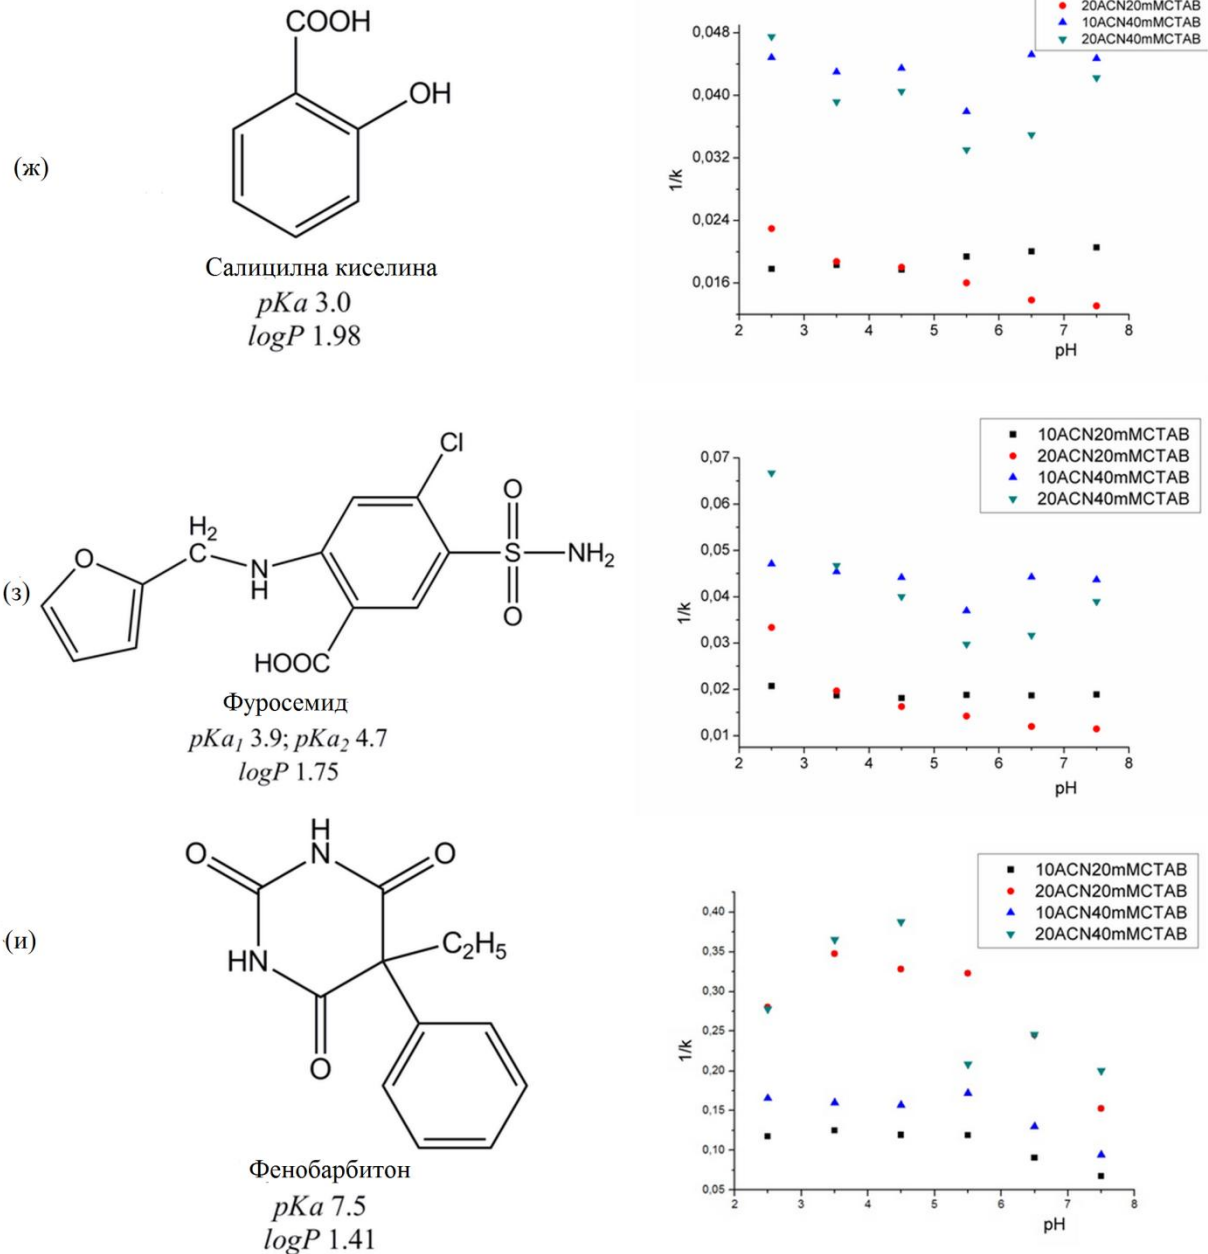 (ж)
COOH
OH
Салицилна киселина
pKa 3.0
logP 1.98
20ACN20mMCTAB
10ACN40mMCTAB
20ACN40mMCTAB
0,048
0,040
0,032
0,024
0,016
1/k
2 3 4 5 6 7 8
pH
(з)
Cl
H2
C
O
N
H
O
S
NH2
O
HOOC
Фуросемид
pKa1 3.9; pKa2 4.7
logP 1.75
10ACN20mMCTAB
20ACN20mMCTAB
10ACN40mMCTAB
20ACN40mMCTAB
0,07
0,06
0,05
0,04
0,03
0,02
0,01
1/k
2 3 4 5 6 7 8
pH
(и)
H
N
O
O
HN
C2H5
O
Фенобарбитон
pKa 7.5
logP 1.41
10ACN20mMCTAB
20ACN20mMCTAB
10ACN40mMCTAB
20ACN40mMCTAB
0,40
0,35
0,30
0,25
0,20
0,15
0,10
0,05
1/k
2 3 4 5 6 7 8
pH